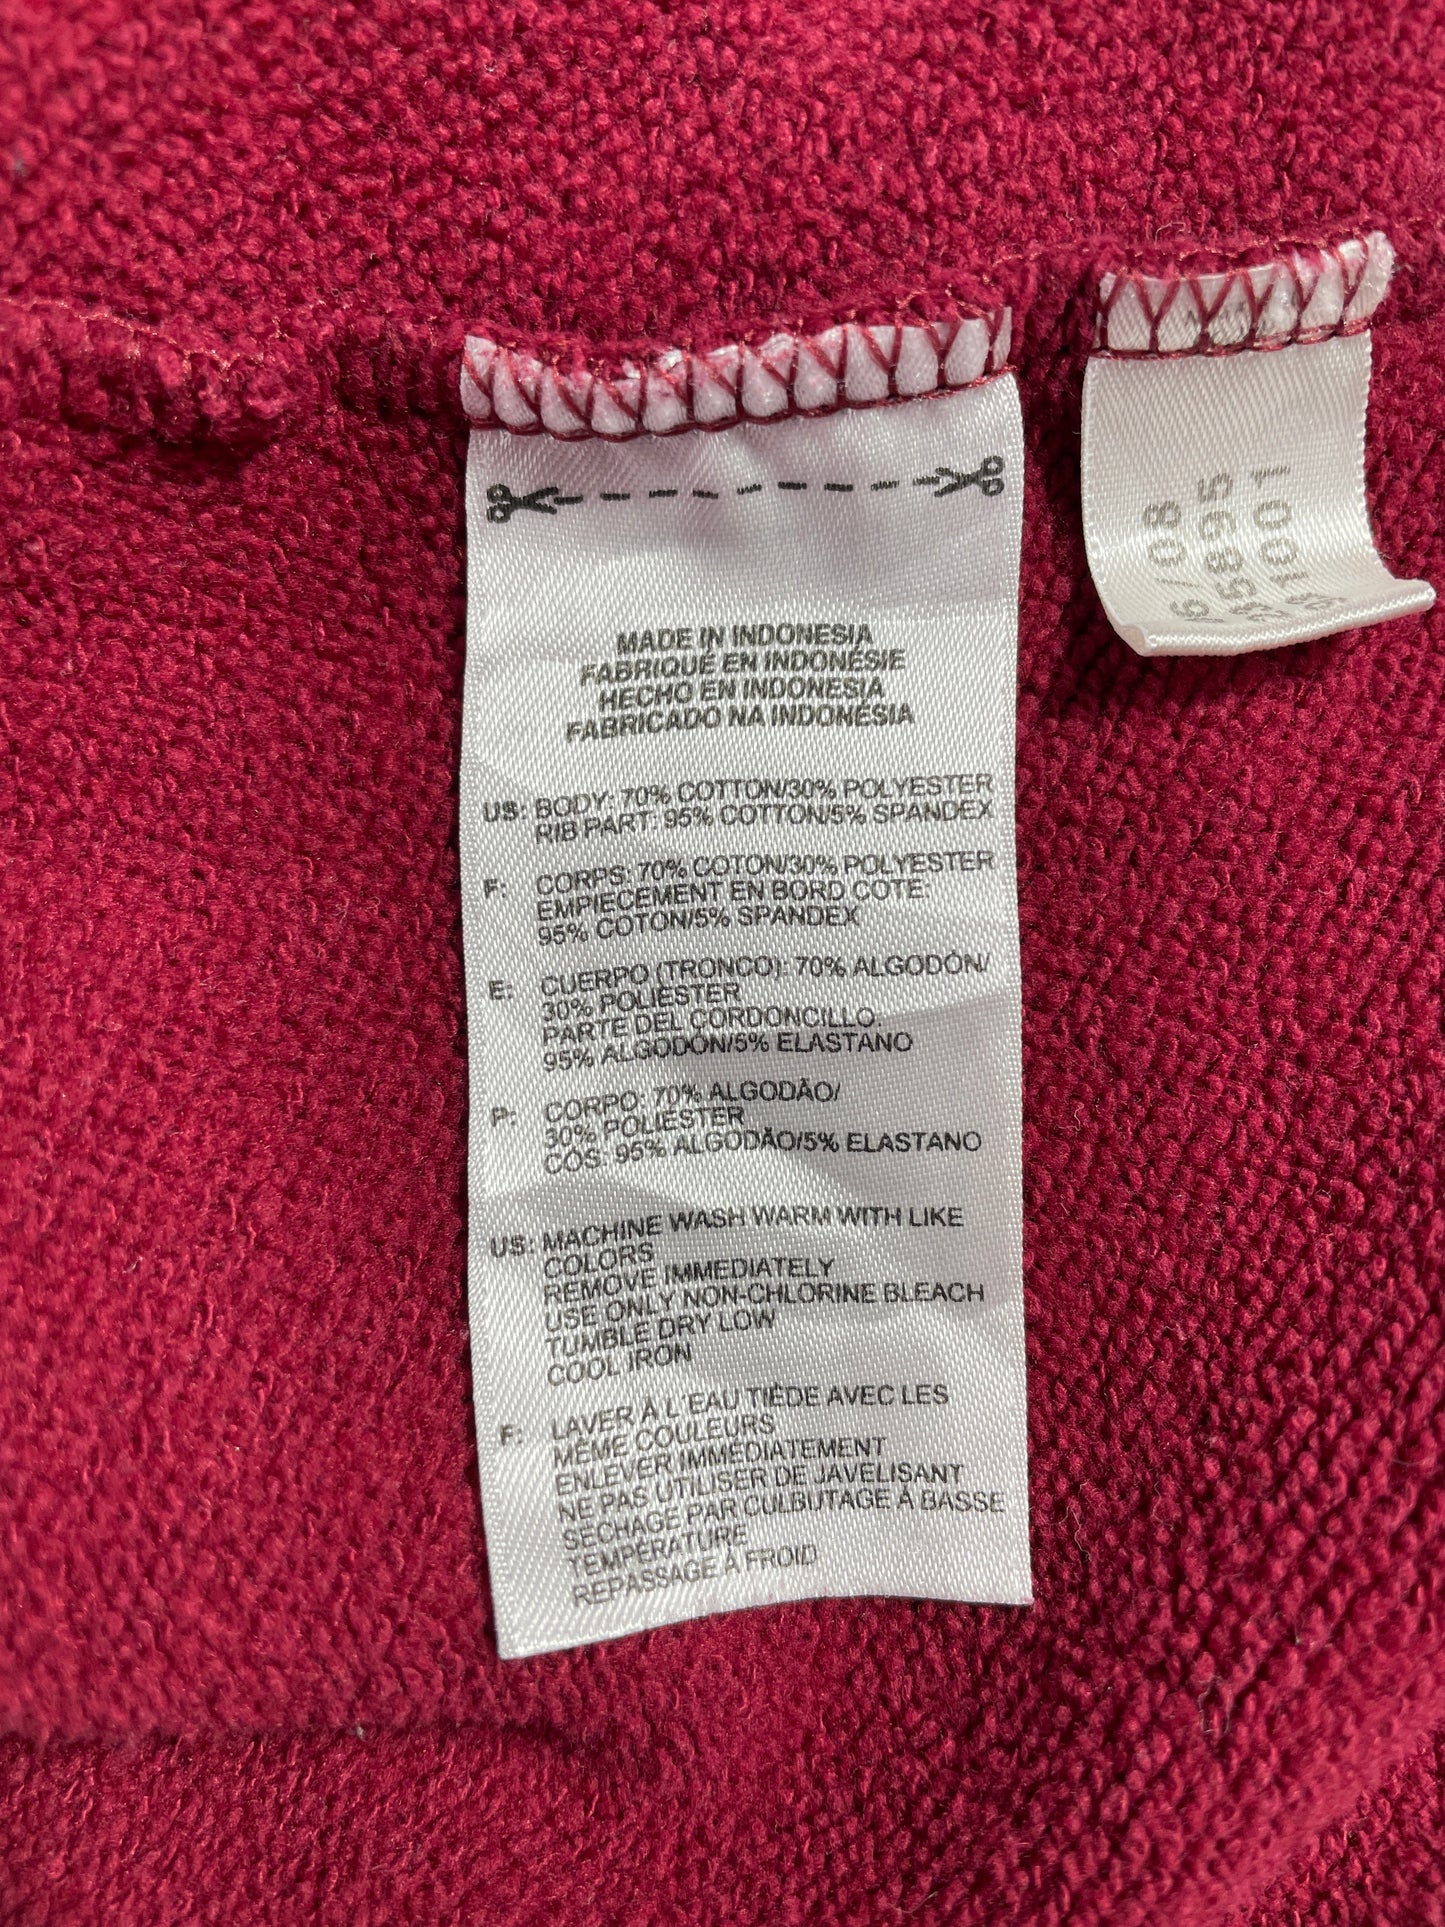 MADE IN INDONESIA
FABRIQUÉ EN INDONÉSIE
HECHO EN INDONESIA
FABRICADO NA INDONÉSIA
US: BODY: 70% COTTON/30% POLYESTER
RIB PART: 95% COTTON/5% SPANDEX
F: CORPS: 70% COTON/30% POLYESTER
EMPIECEMENT EN BORD COTE:
95% COTON/5% SPANDEX
E: CUERPO (TRONCO): 70% ALGODÓN/
30% POLIÉSTER
PARTE DEL CORDONCILLO:
95% ALGODÓN/5% ELASTANO
P: CORPO: 70% ALGODÃO/
30% POLIÉSTER
COS: 95% ALGODÃO/5% ELASTANO
US: MACHINE WASH WARM WITH LIKE
COLORS
REMOVE IMMEDIATELY
USE ONLY NON-CHLORINE BLEACH
TUMBLE DRY LOW
COOL IRON
F: LAVER À L'EAU TIÈDE AVEC LES
MÊME COULEURS
ENLEVER IMMÉDIATEMENT
NE PAS UTILISER DE JAVELISANT
SÉCHAGE PAR CULBUTAGE À BASSE
TEMPÉRATURE
REPASSAGE À FROID